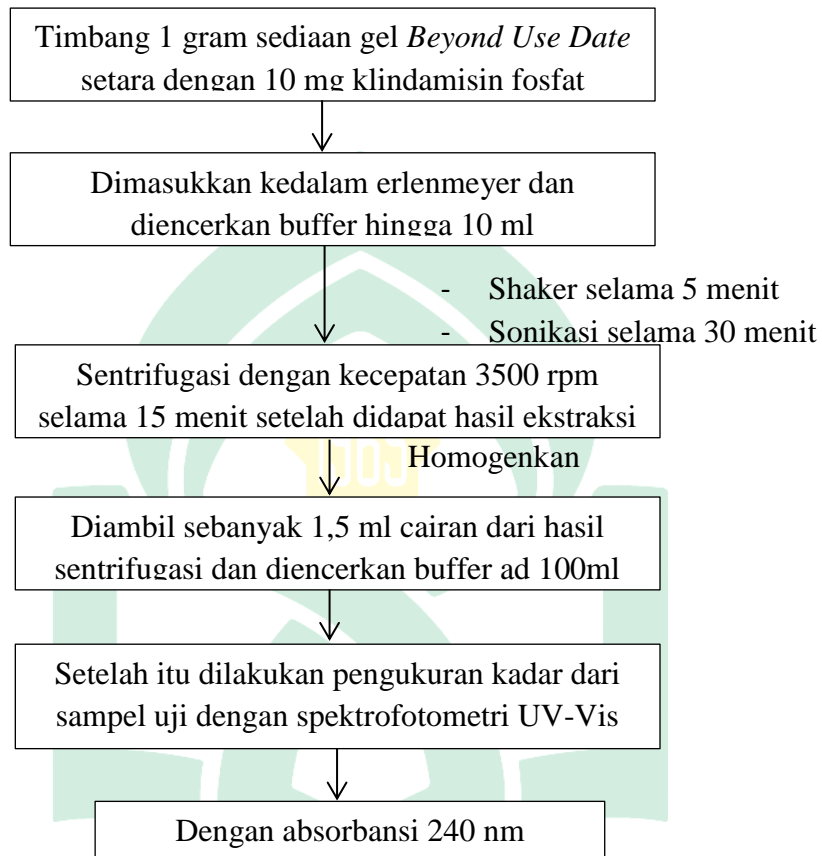 Timbang 1 gram sediaan gel Beyond Use Date
setara dengan 10 mg klindamisin fosfat
Dimasukkan kedalam erlenmeyer dan
diencerkan buffer hingga 10 ml
- Shaker selama 5 menit
- Sonikasi selama 30 menit
Sentrifugasi dengan kecepatan 3500 rpm
selama 15 menit setelah didapat hasil ekstraksi
Homogenkan
Diambil sebanyak 1,5 ml cairan dari hasil
sentrifugasi dan diencerkan buffer ad 100ml
Setelah itu dilakukan pengukuran kadar dari
sampel uji dengan spektrofotometri UV-Vis
Dengan absorbansi 240 nm